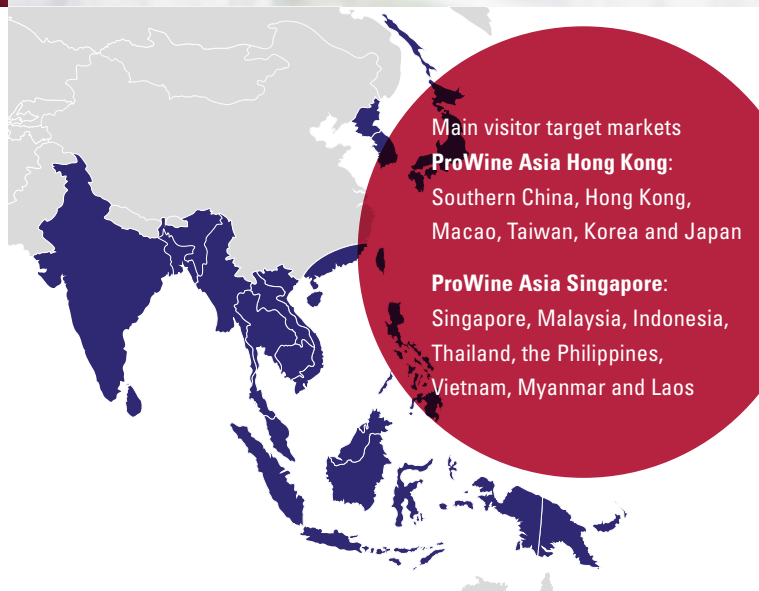 Main visitor target markets
ProWine Asia Hong Kong:
Southern China, Hong Kong,
Macao, Taiwan, Korea and Japan
ProWine Asia Singapore:
Singapore, Malaysia, Indonesia,
Thailand, the Philippines,
Vietnam, Myanmar and Laos